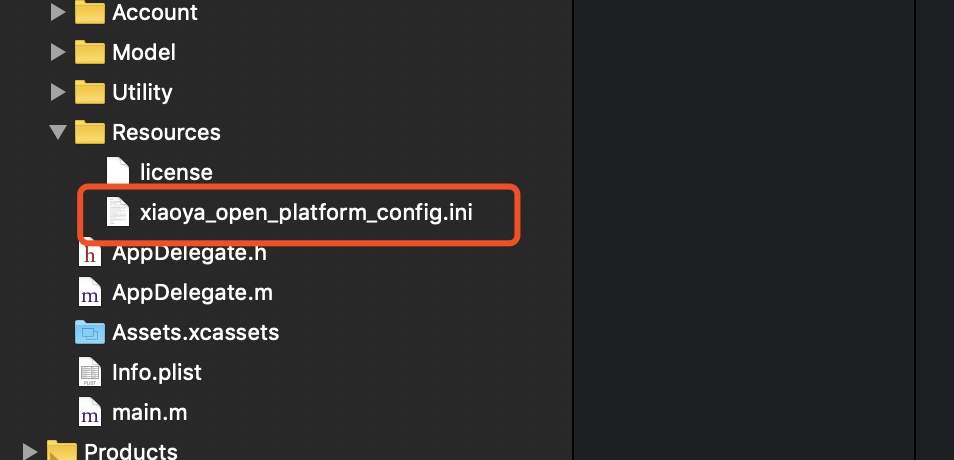 Account
Model
Utility
Resources
license
xiaoya_open_platform_config.ini
h AppDelegate.h
m AppDelegate.m
Assets.xcassets
PLIST Info.plist
m main.m
Products